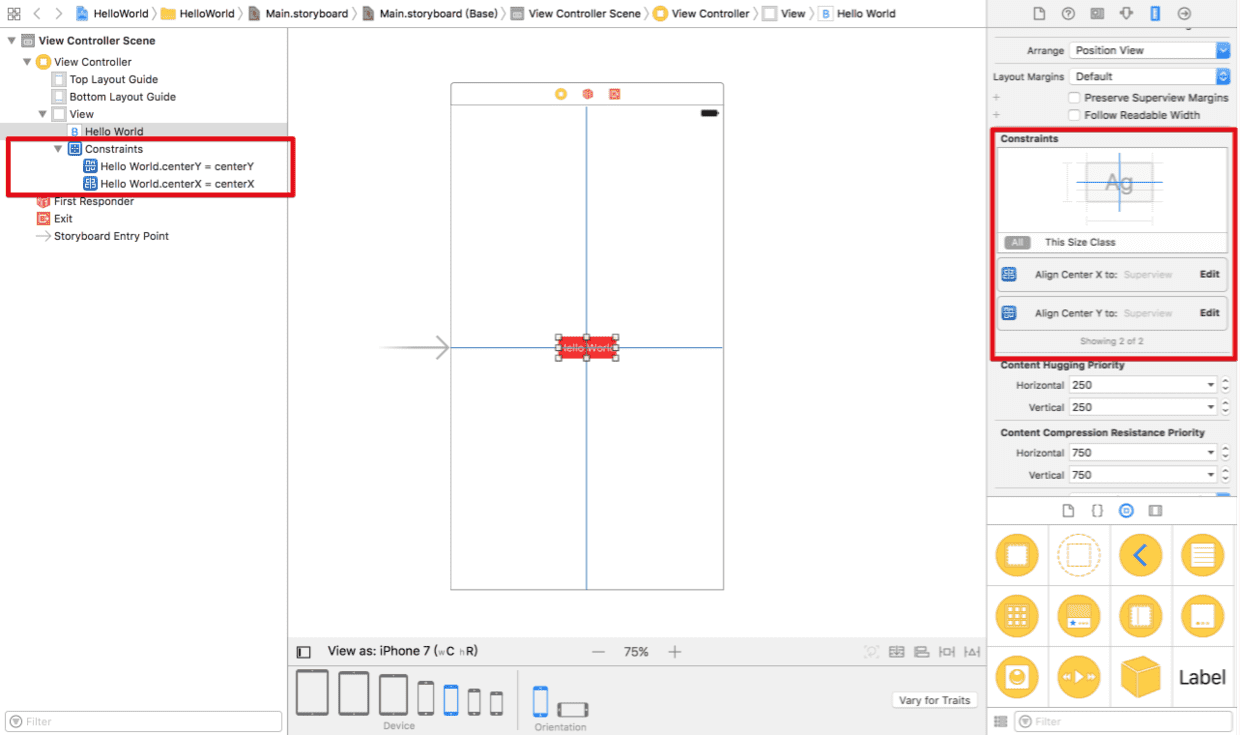 HelloWorld HelloWorld Main.storyboard Main.storyboard (Base) View Controller Scene View Controller View B Hello World
View Controller Scene
View Controller
Top Layout Guide
Bottom Layout Guide
View
B Hello World
Constraints
Hello World.centerY = centerY
Hello World.centerX = centerX
First Responder
Exit
Storyboard Entry Point
Filter
Hello World
View as: iPhone 7 (wC hR)
75%
Device
Orientation
Vary for Traits
Arrange Position View
Layout Margins Default
Preserve Superview Margins
Follow Readable Width
Constraints
Ag
All This Size Class
Align Center X to: Superview Edit
Align Center Y to: Superview Edit
Showing 2 of 2
Content Hugging Priority
Horizontal 250
Vertical 250
Content Compression Resistance Priority
Horizontal 750
Vertical 750
Label
Filter